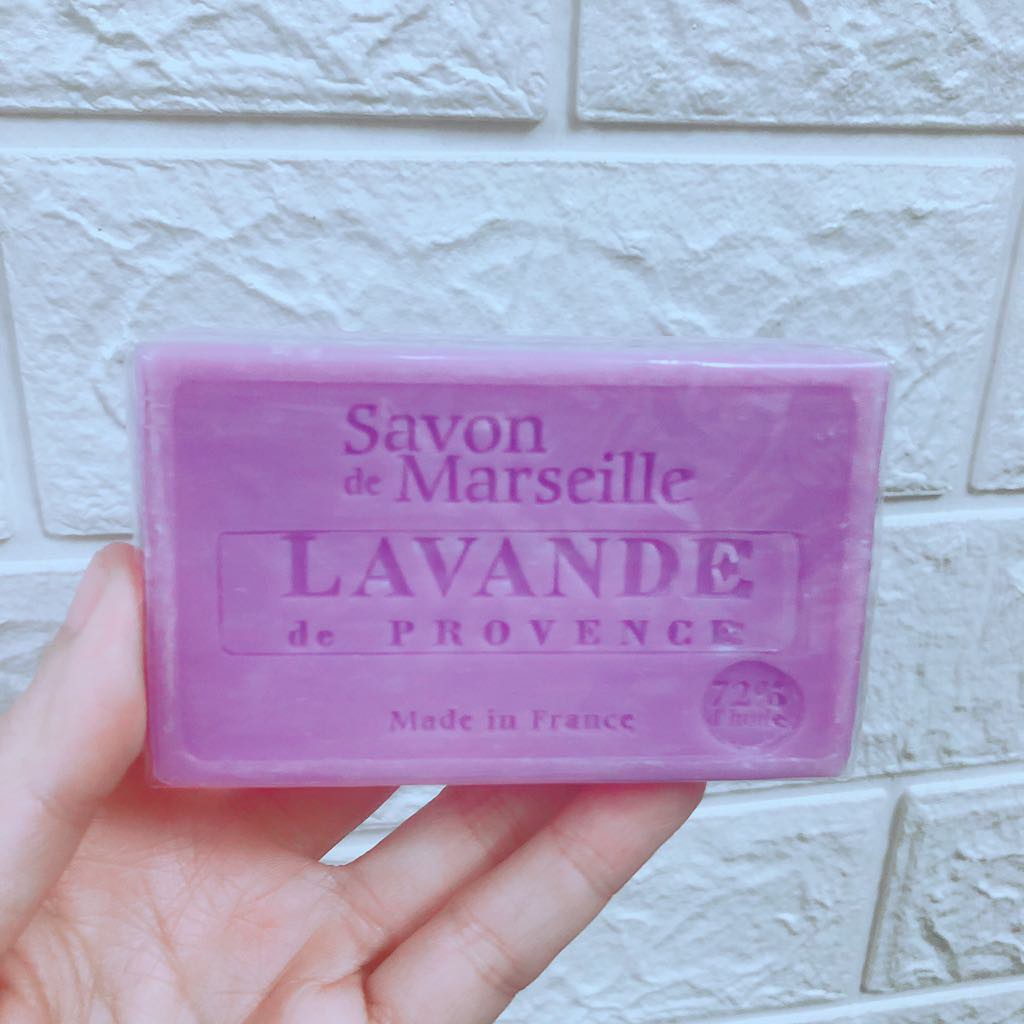 Savon
de Marseille
LAVANDE
de PROVENCE
Made in France
72%
d'huile